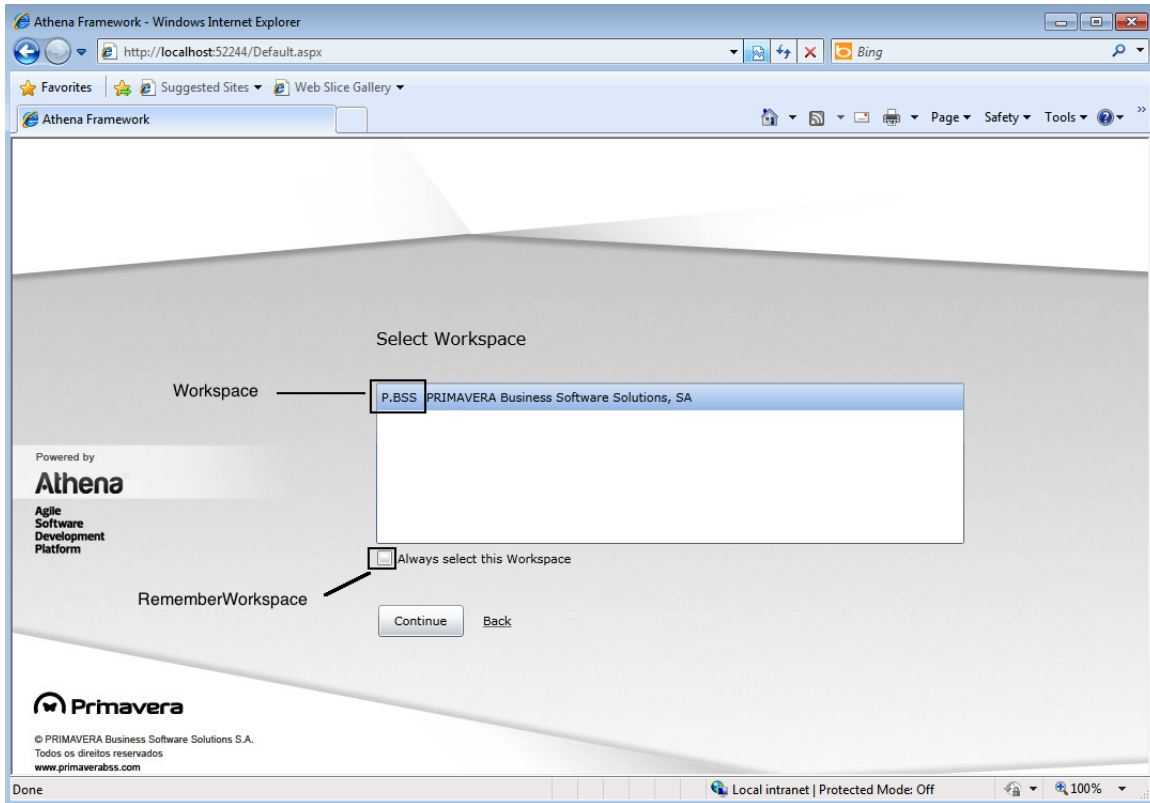 Athena Framework - Windows Internet Explorer
http://localhost:52244/Default.aspx
Bing
Favorites Suggested Sites Web Slice Gallery
Athena Framework
Page Safety Tools
Select Workspace
Workspace
P.BSS PRIMAVERA Business Software Solutions, SA
Powered by
Athena
Agile
Software
Development
Platform
Always select this Workspace
RememberWorkspace
Continue Back
Primavera
© PRIMAVERA Business Software Solutions S.A.
Todos os direitos reservados
www.primaverabss.com
Done Local intranet | Protected Mode: Off 100%